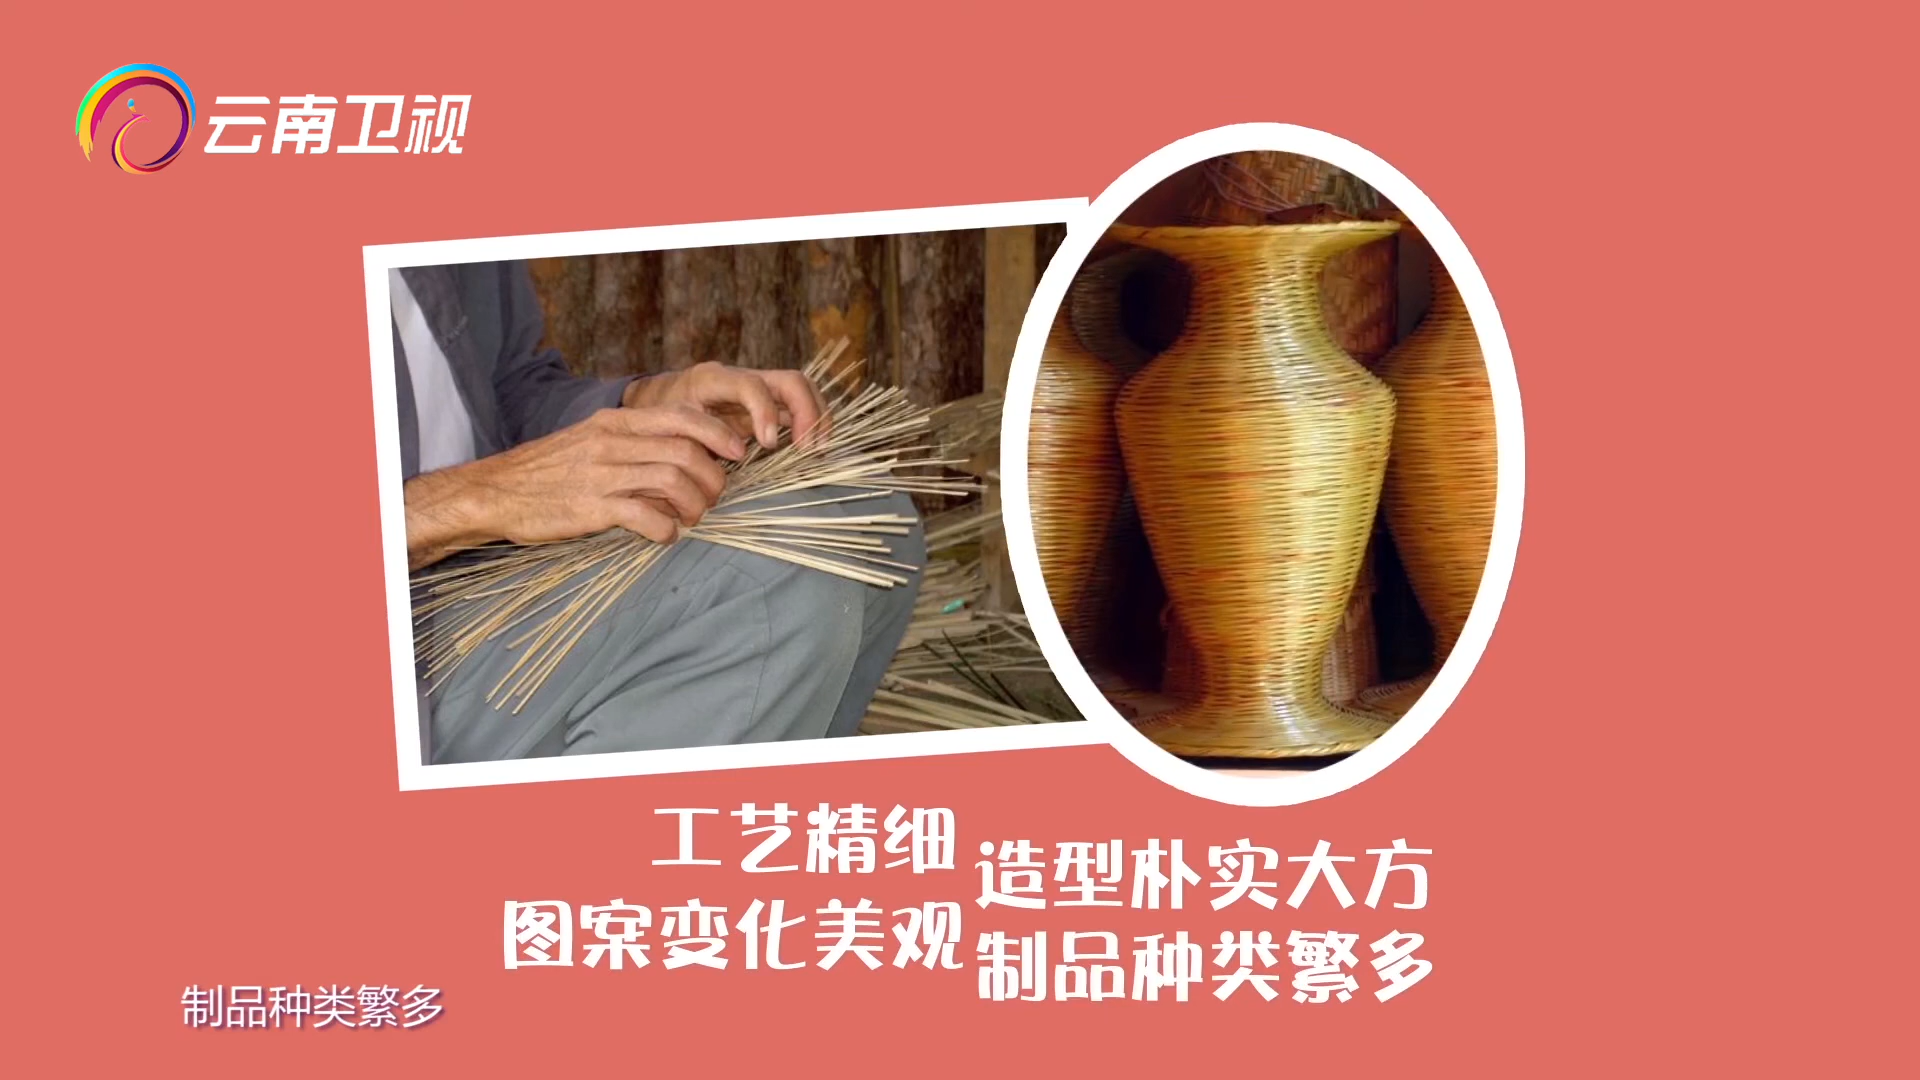 云南卫视
工艺精细
造型朴实大方
图案变化美观
制品种类繁多
制品种类繁多